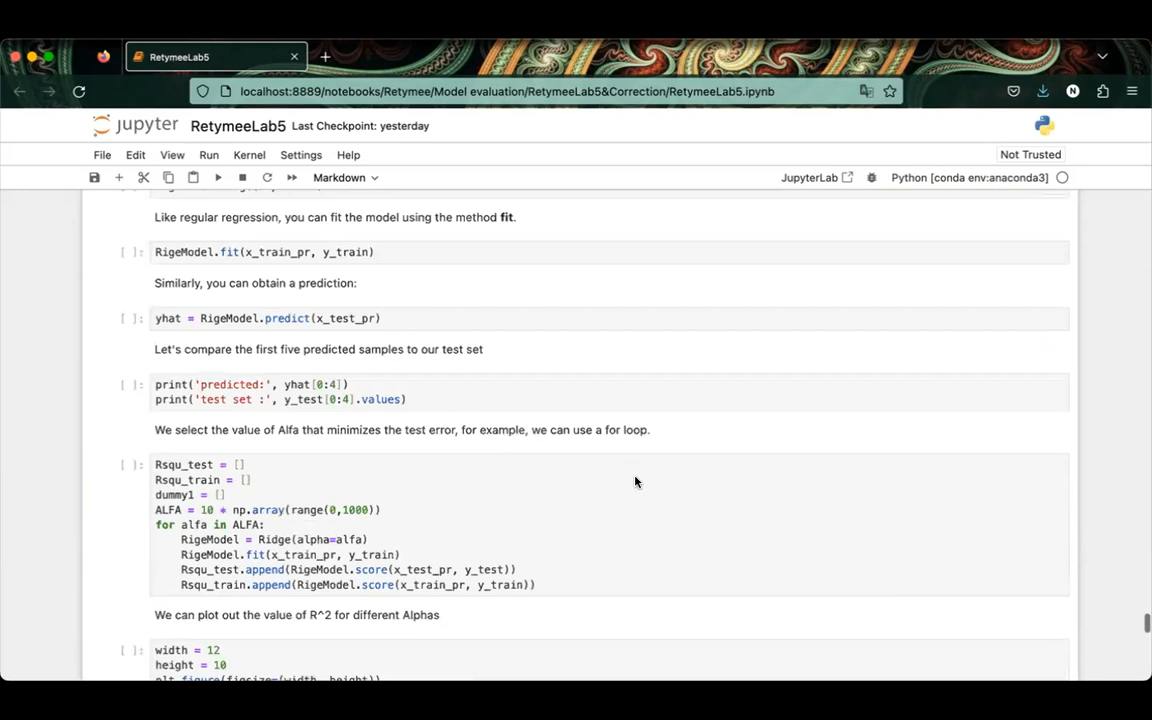 RetymeeLab5
localhost:8889/notebooks/Retymee/Model evaluation/RetymeeLab5&Correction/RetymeeLab5.ipynb
N
jupyter RetymeeLab5 Last Checkpoint: yesterday
File Edit View Run Kernel Settings Help
Not Trusted
Markdown
JupyterLab
Python [conda env:anaconda3]
Like regular regression, you can fit the model using the method fit.
[ ]: RigeModel.fit(x_train_pr, y_train)
Similarly, you can obtain a prediction:
[ ]: yhat = RigeModel.predict(x_test_pr)
Let's compare the first five predicted samples to our test set
[ ]: print('predicted:', yhat[0:4])
print('test set :', y_test[0:4].values)
We select the value of Alfa that minimizes the test error, for example, we can use a for loop.
[ ]: Rsqu_test = []
Rsqu_train = []
dummy1 = []
ALFA = 10 * np.array(range(0,1000))
for alfa in ALFA:
RigeModel = Ridge(alpha=alfa)
RigeModel.fit(x_train_pr, y_train)
Rsqu_test.append(RigeModel.score(x_test_pr, y_test))
Rsqu_train.append(RigeModel.score(x_train_pr, y_train))
We can plot out the value of R^2 for different Alphas
[ ]: width = 12
height = 10
plt.figure(figsize=(width, height))